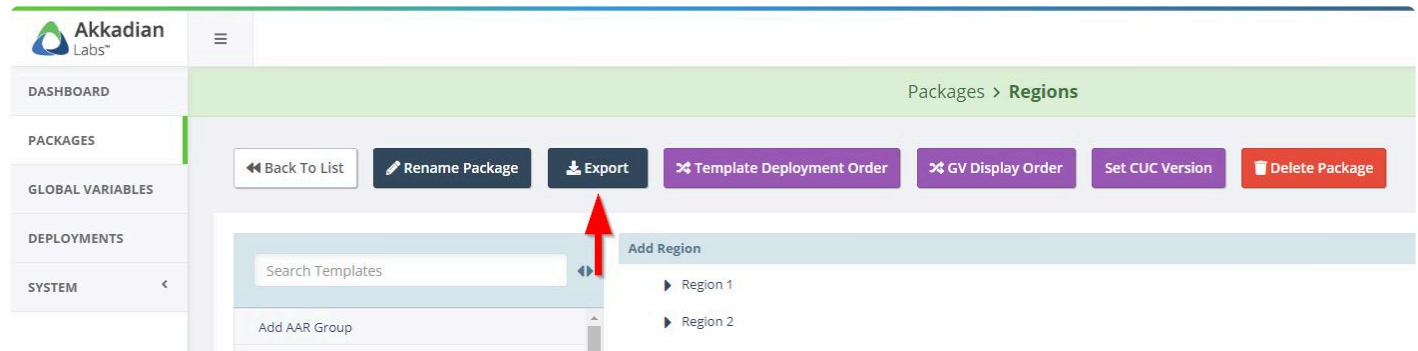 Akkadian
Labs™
DASHBOARD
PACKAGES
GLOBAL VARIABLES
DEPLOYMENTS
SYSTEM
Packages > Regions
Back To List
Rename Package
Export
Template Deployment Order
GV Display Order
Set CUC Version
Delete Package
Search Templates
Add AAR Group
Add Region
Region 1
Region 2